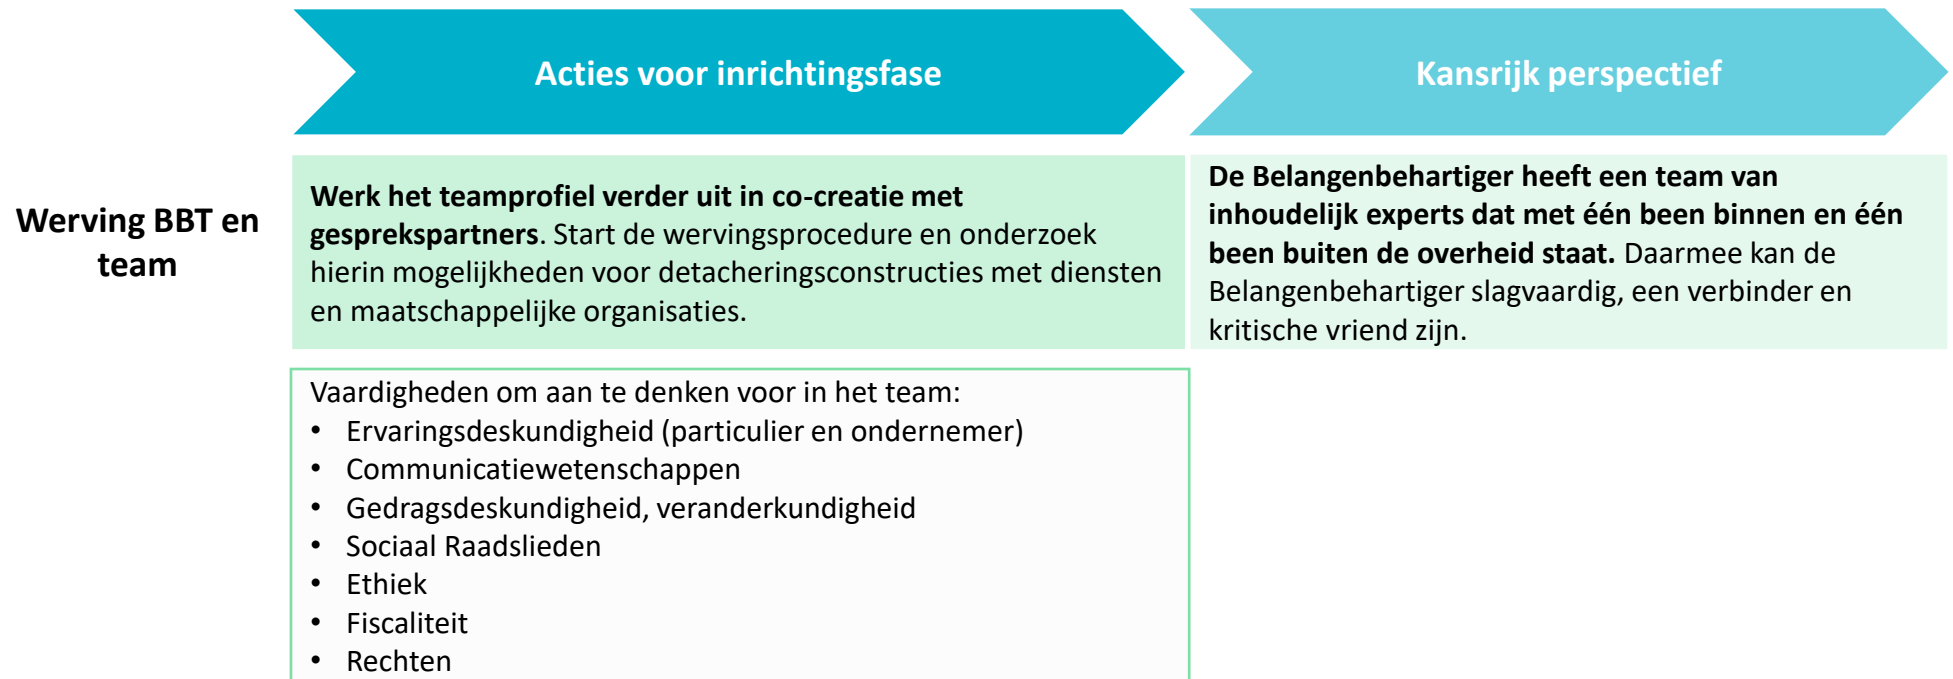 Acties voor inrichtingsfase
Kansrijk perspectief
Werving BBT en
team
Werk het teamprofiel verder uit in co-creatie met
gesprekspartners. Start de wervingsprocedure en onderzoek
hierin mogelijkheden voor detacheringsconstructies met diensten
en maatschappelijke organisaties.
De Belangenbehartiger heeft een team van
inhoudelijk experts dat met één been binnen en één
been buiten de overheid staat. Daarmee kan de
Belangenbehartiger slagvaardig, een verbinder en
kritische vriend zijn.
Vaardigheden om aan te denken voor in het team:
• Ervaringsdeskundigheid (particulier en ondernemer)
• Communicatiewetenschappen
• Gedragsdeskundigheid, veranderkundigheid
• Sociaal Raadslieden
• Ethiek
• Fiscaliteit
• Rechten